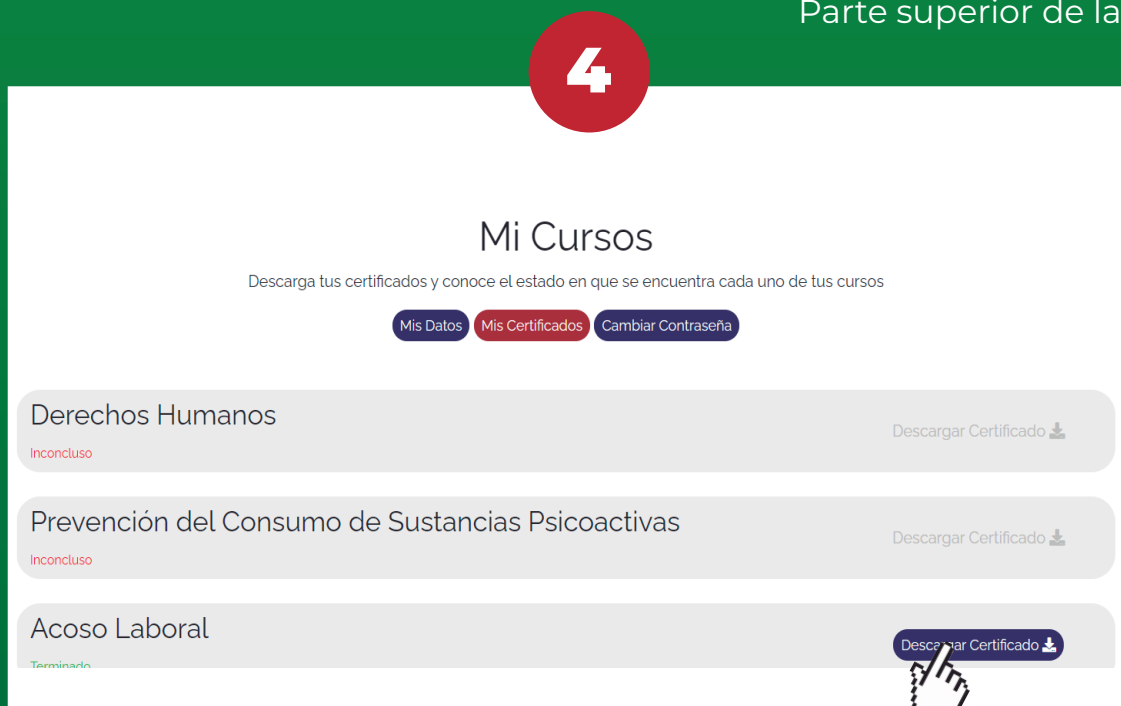 Parte superior de la
4
Mi Cursos
Descarga tus certificados y conoce el estado en que se encuentra cada uno de tus cursos
Mis Datos Mis Certificados Cambiar Contraseña
Derechos Humanos
Descargar Certificado
Inconcluso
Prevención del Consumo de Sustancias Psicoactivas
Descargar Certificado
Inconcluso
Acoso Laboral
Descargar Certificado
Terminado